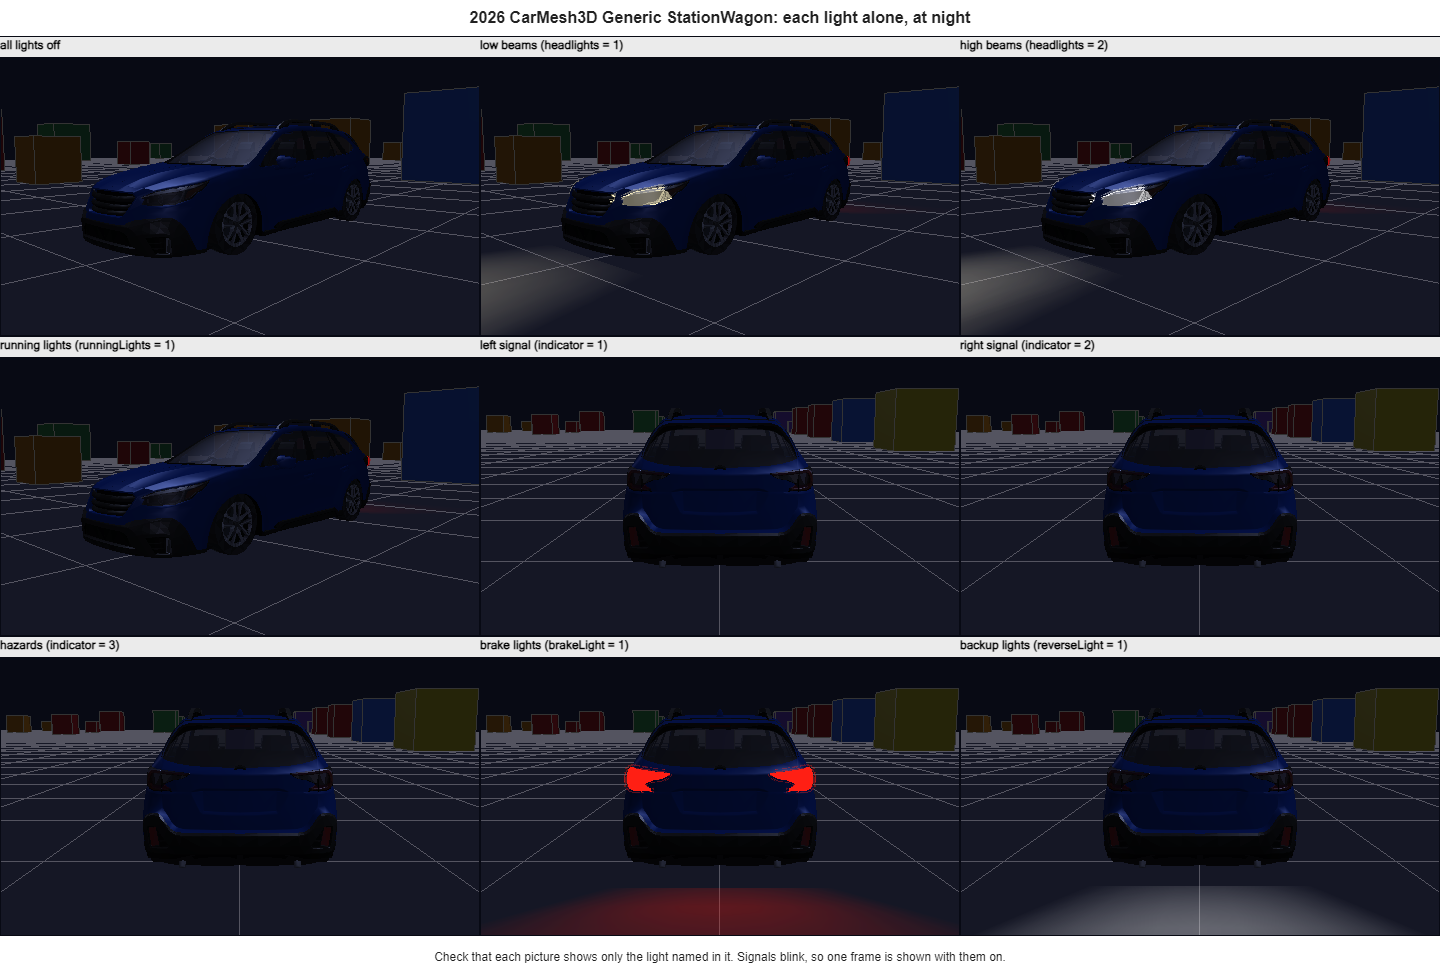 2026 CarMesh3D Generic StationWagon: each light alone, at night
all lights off
low beams (headlights = 1)
high beams (headlights = 2)
running lights (runningLights = 1)
left signal (indicator = 1)
right signal (indicator = 2)
hazards (indicator = 3)
brake lights (brakeLight = 1)
backup lights (reverseLight = 1)
Check that each picture shows only the light named in it. Signals blink, so one frame is shown with them on.